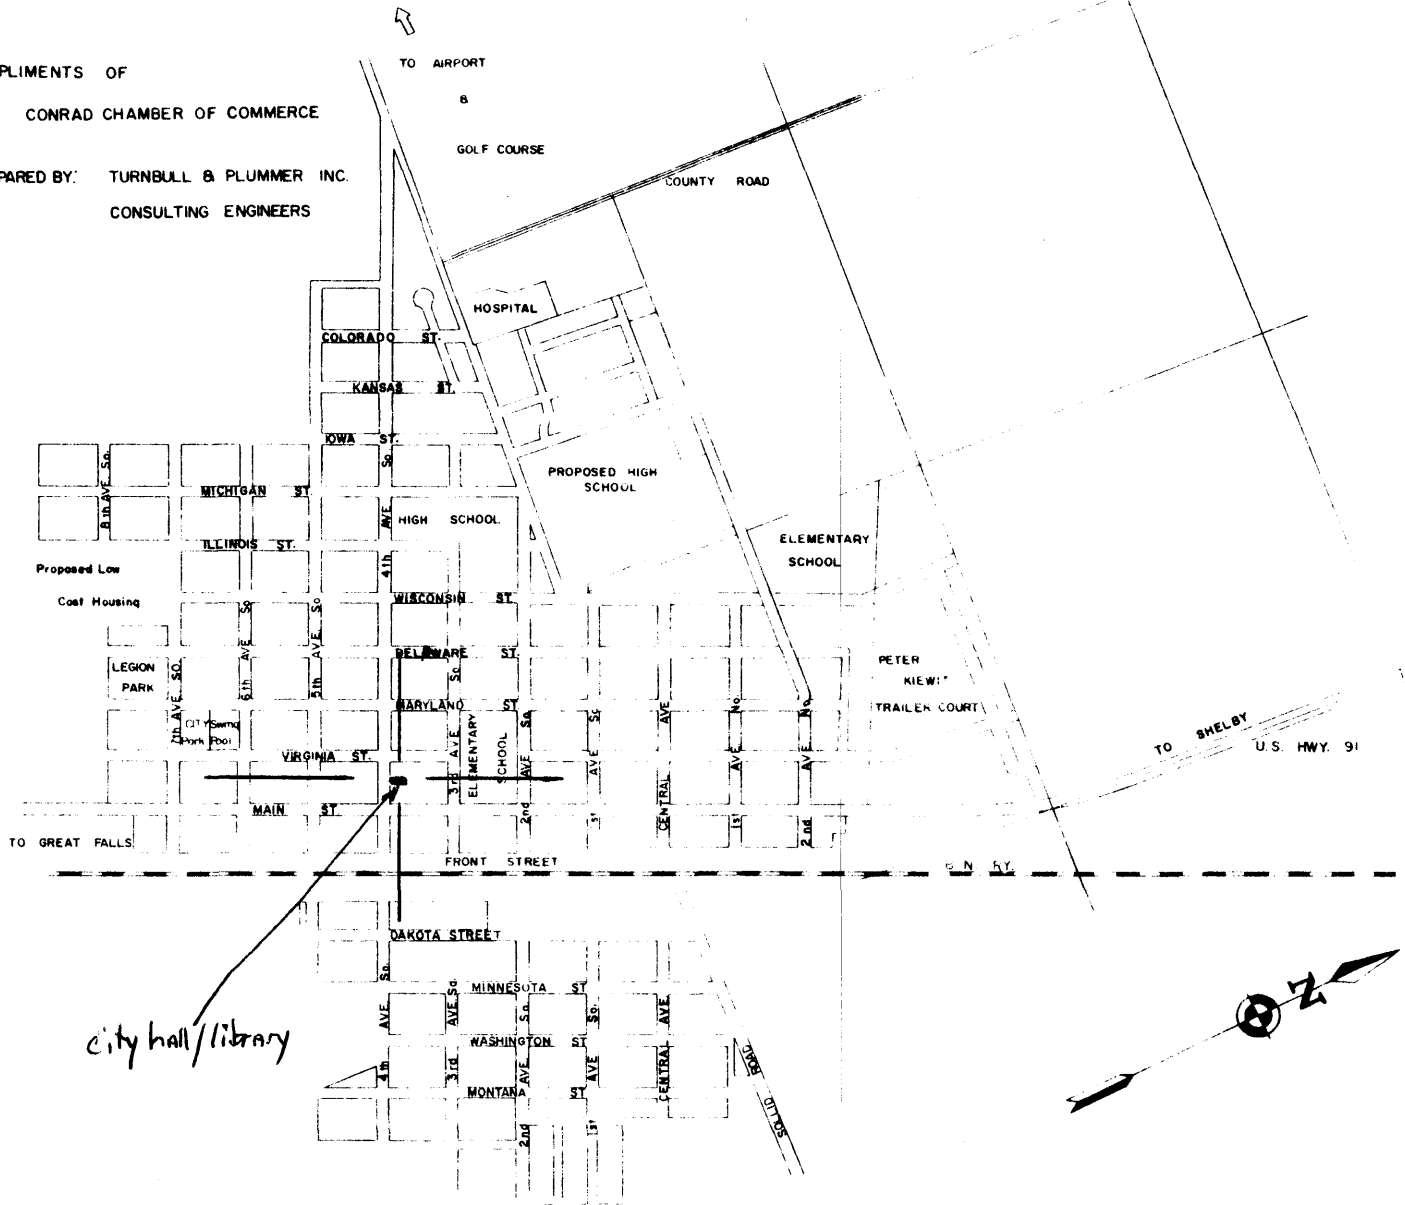 PLIMENTS OF
CONRAD CHAMBER OF COMMERCE
PARED BY: TURNBULL & PLUMMER INC.
CONSULTING ENGINEERS
TO AIRPORT
&
GOLF COURSE
COUNTY ROAD
HOSPITAL
COLORADO ST.
KANSAS ST.
IOWA ST.
MICHIGAN ST
ILLINOIS ST.
8th AVE. So.
4th AVE So.
HIGH SCHOOL
PROPOSED HIGH
SCHOOL
ELEMENTARY
SCHOOL
Proposed Low
Cost Housing
WISCONSIN ST.
DELAWARE ST.
MARYLAND ST.
LEGION
PARK
7th AVE. SO.
6th AVE So
5th AVE. So
CITY Swmg
Park Pool
VIRGINIA ST.
MAIN ST.
3rd AVE So
ELEMENTARY
SCHOOL
2nd AVE So
1st AVE So
CENTRAL AVE
1st AVE No.
2nd AVE No.
PETER
KIEWIT
TRAILER COURT
TO SHELBY
U.S. HWY. 91
TO GREAT FALLS
FRONT STREET
B N RY.
DAKOTA STREET
MINNESOTA ST
WASHINGTON ST
MONTANA ST
4th AVE So.
3rd AVE So.
2nd AVE So
1st AVE So.
CENTRAL AVE
SOLLID ROAD
city hall/library
N